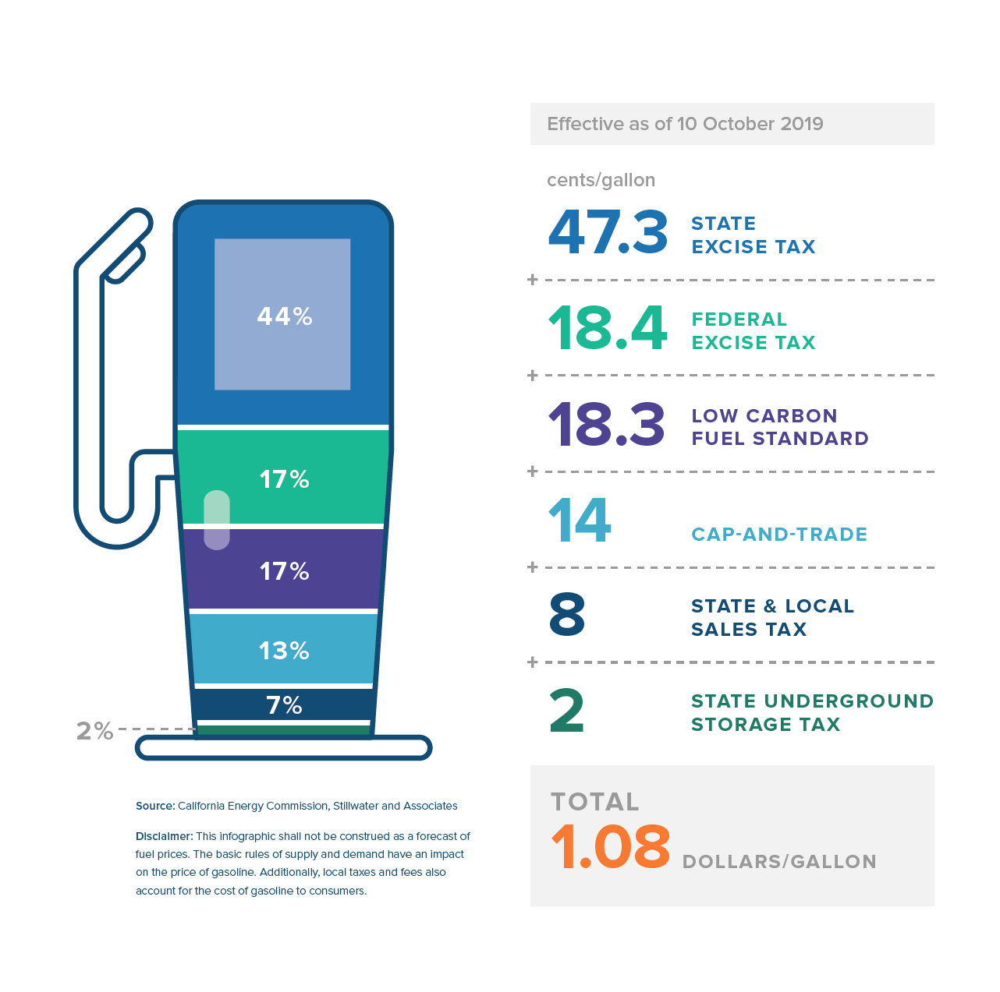 Effective as of 10 October 2019
cents/gallon
47.3 STATE
EXCISE TAX
+
18.4 FEDERAL
EXCISE TAX
+
18.3 LOW CARBON
FUEL STANDARD
+
14 CAP-AND-TRADE
+
8 STATE & LOCAL
SALES TAX
+
2 STATE UNDERGROUND
STORAGE TAX
TOTAL
1.08 DOLLARS/GALLON
44%
17%
17%
13%
7%
2%
Source: California Energy Commission, Stillwater and Associates
Disclaimer: This infographic shall not be construed as a forecast of
fuel prices. The basic rules of supply and demand have an impact
on the price of gasoline. Additionally, local taxes and fees also
account for the cost of gasoline to consumers.